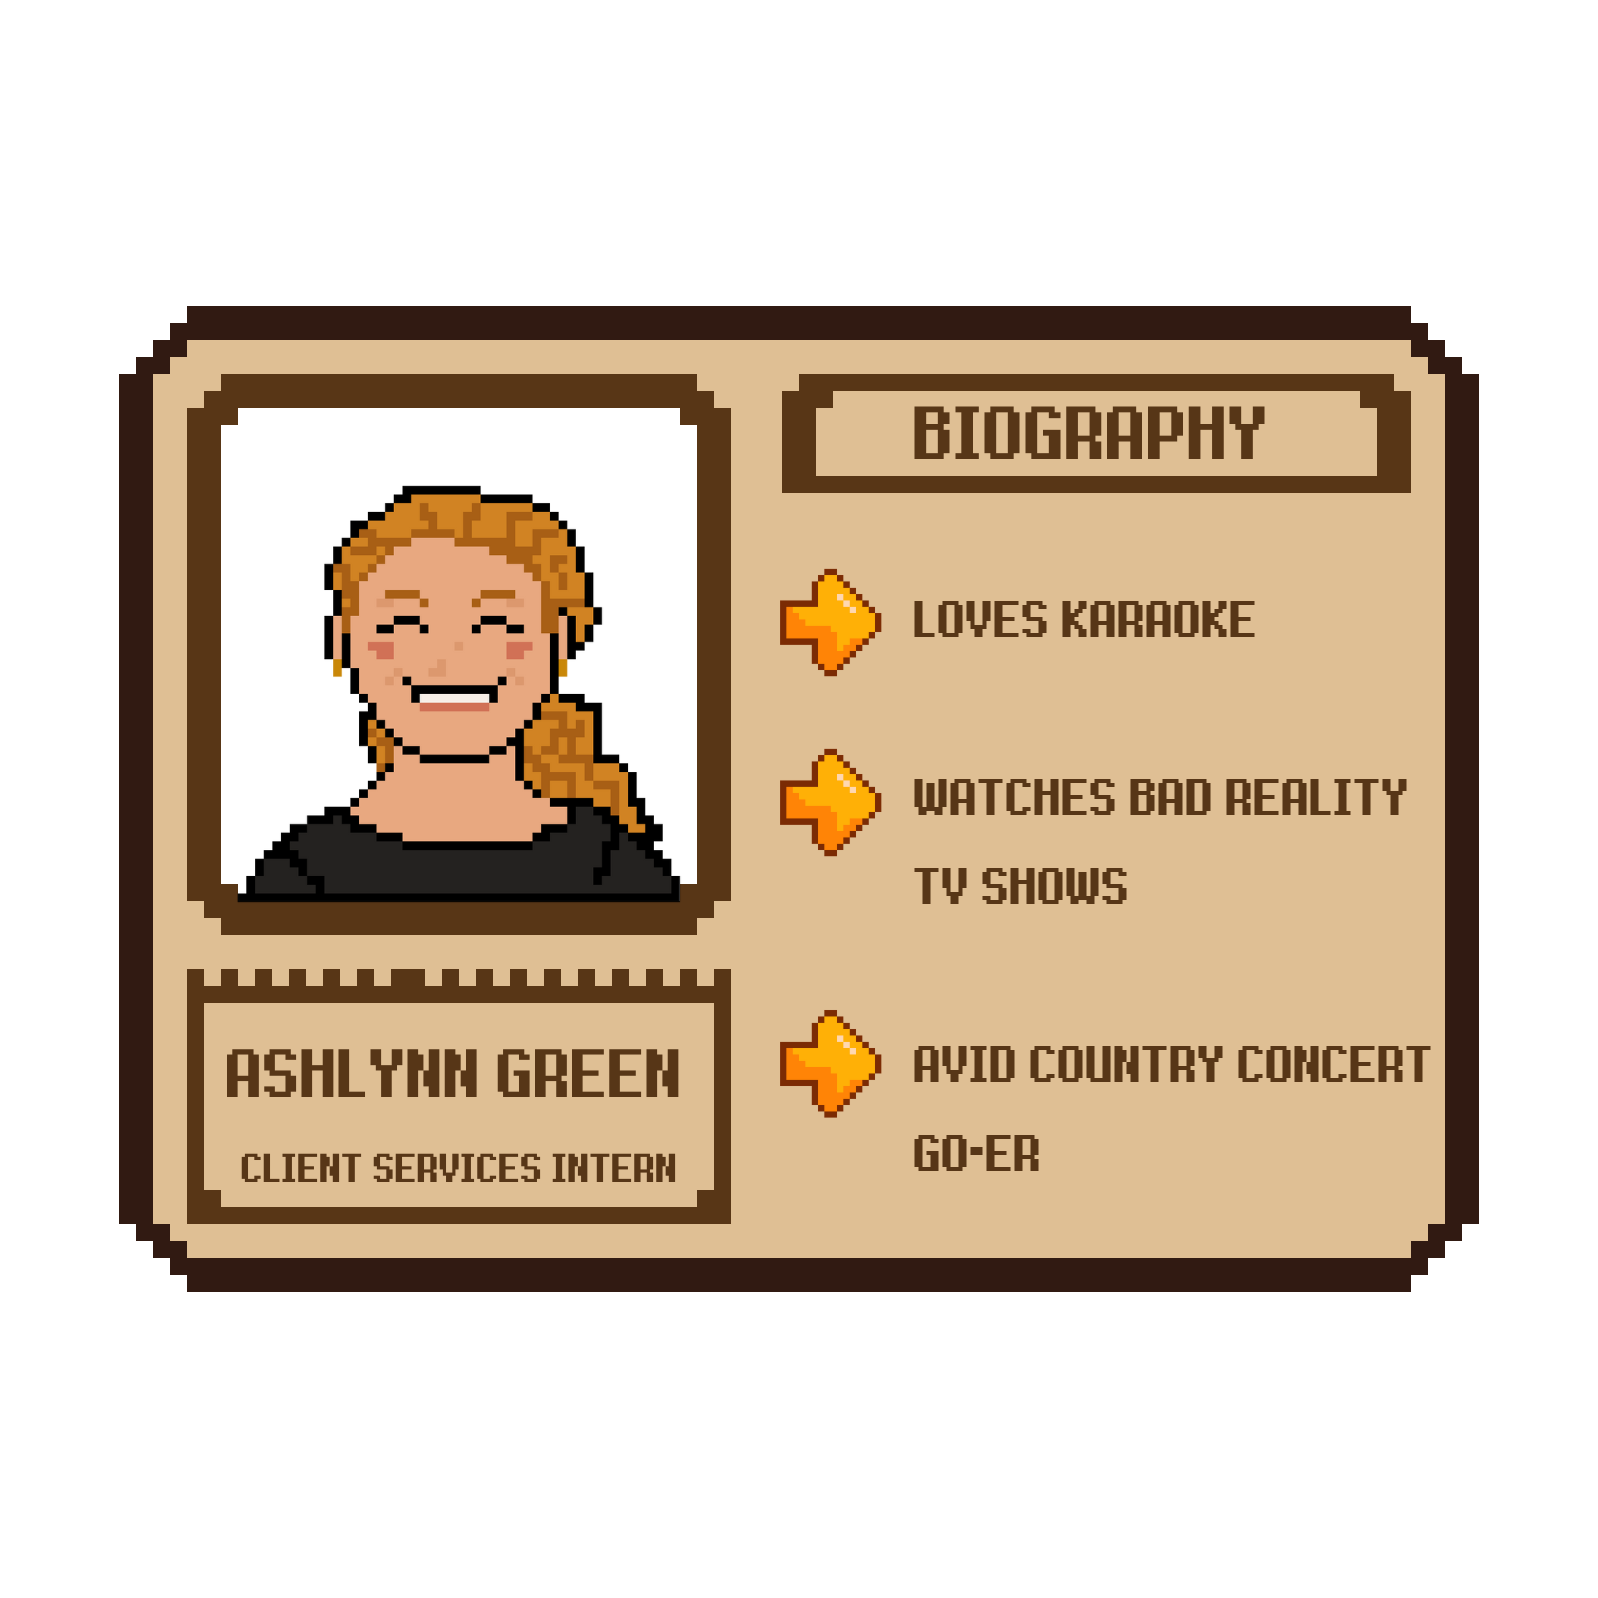 BIOGRAPHY
LOVES KARAOKE
WATCHES BAD REALITY
TV SHOWS
AVID COUNTRY CONCERT
GO-ER
ASHLYNN GREEN
CLIENT SERVICES INTERN